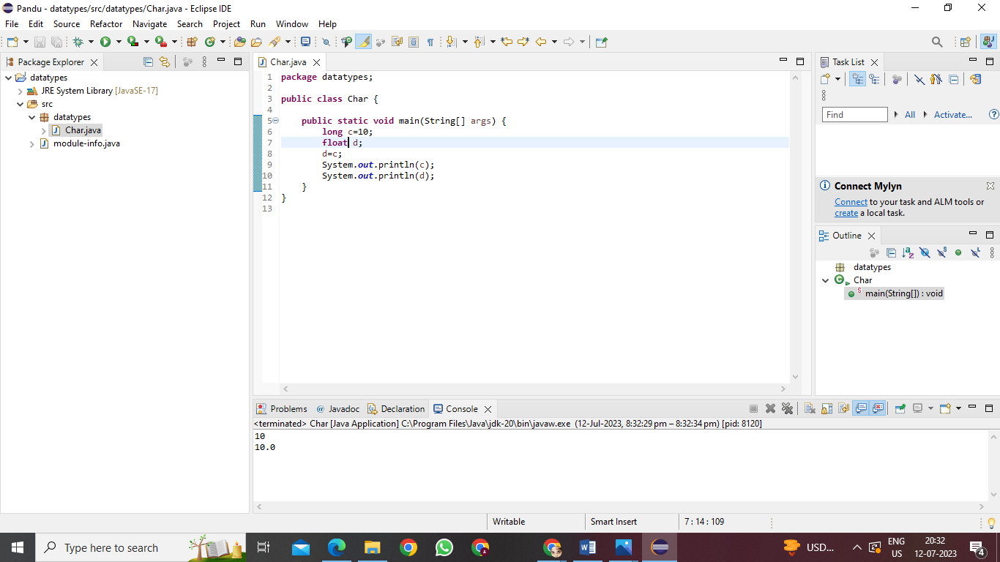 Pandu - datatypes/src/datatypes/Char.java - Eclipse IDE
File Edit Source Refactor Navigate Search Project Run Window Help
Package Explorer
datatypes
JRE System Library [JavaSE-17]
src
datatypes
Char.java
module-info.java
Char.java
1 package datatypes;
2
3 public class Char {
4
5 public static void main(String[] args) {
6 long c=10;
7 float d;
8 d=c;
9 System.out.println(c);
10 System.out.println(d);
11 }
12 }
13
Task List
Find All Activate...
Connect Mylyn
Connect to your task and ALM tools or
create a local task.
Outline
datatypes
Char
main(String[]) : void
Problems Javadoc Declaration Console
<terminated> Char [Java Application] C:\Program Files\Java\jdk-20\bin\javaw.exe (12-Jul-2023, 8:32:29 pm – 8:32:34 pm) [pid: 8120]
10
10.0
Writable Smart Insert 7 : 14 : 109
Type here to search
USD...
ENG
US
20:32
12-07-2023
4